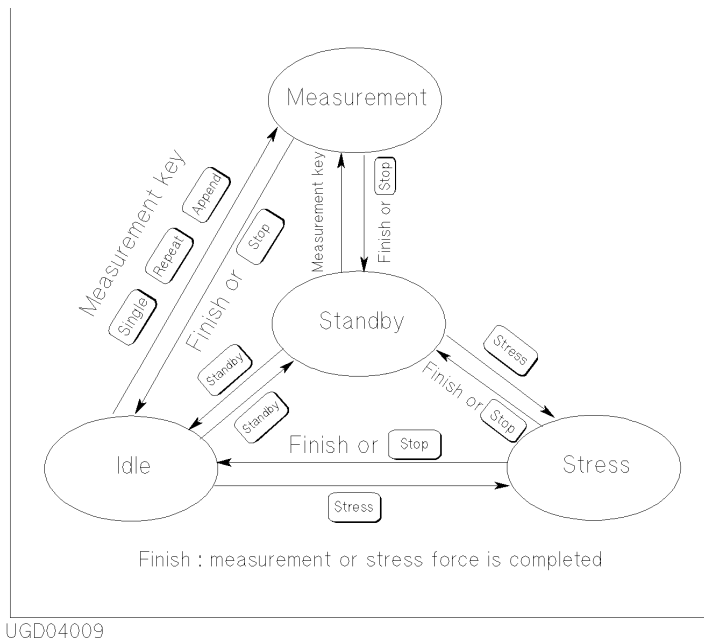 Measurement
Measurement key
Single
Repeat
Append
Finish or Stop
Measurement key
Finish or Stop
Standby
Standby
Standby
Stress
Finish or Stop
Idle
Finish or Stop
Stress
Stress
Finish : measurement or stress force is completed
UGD04009